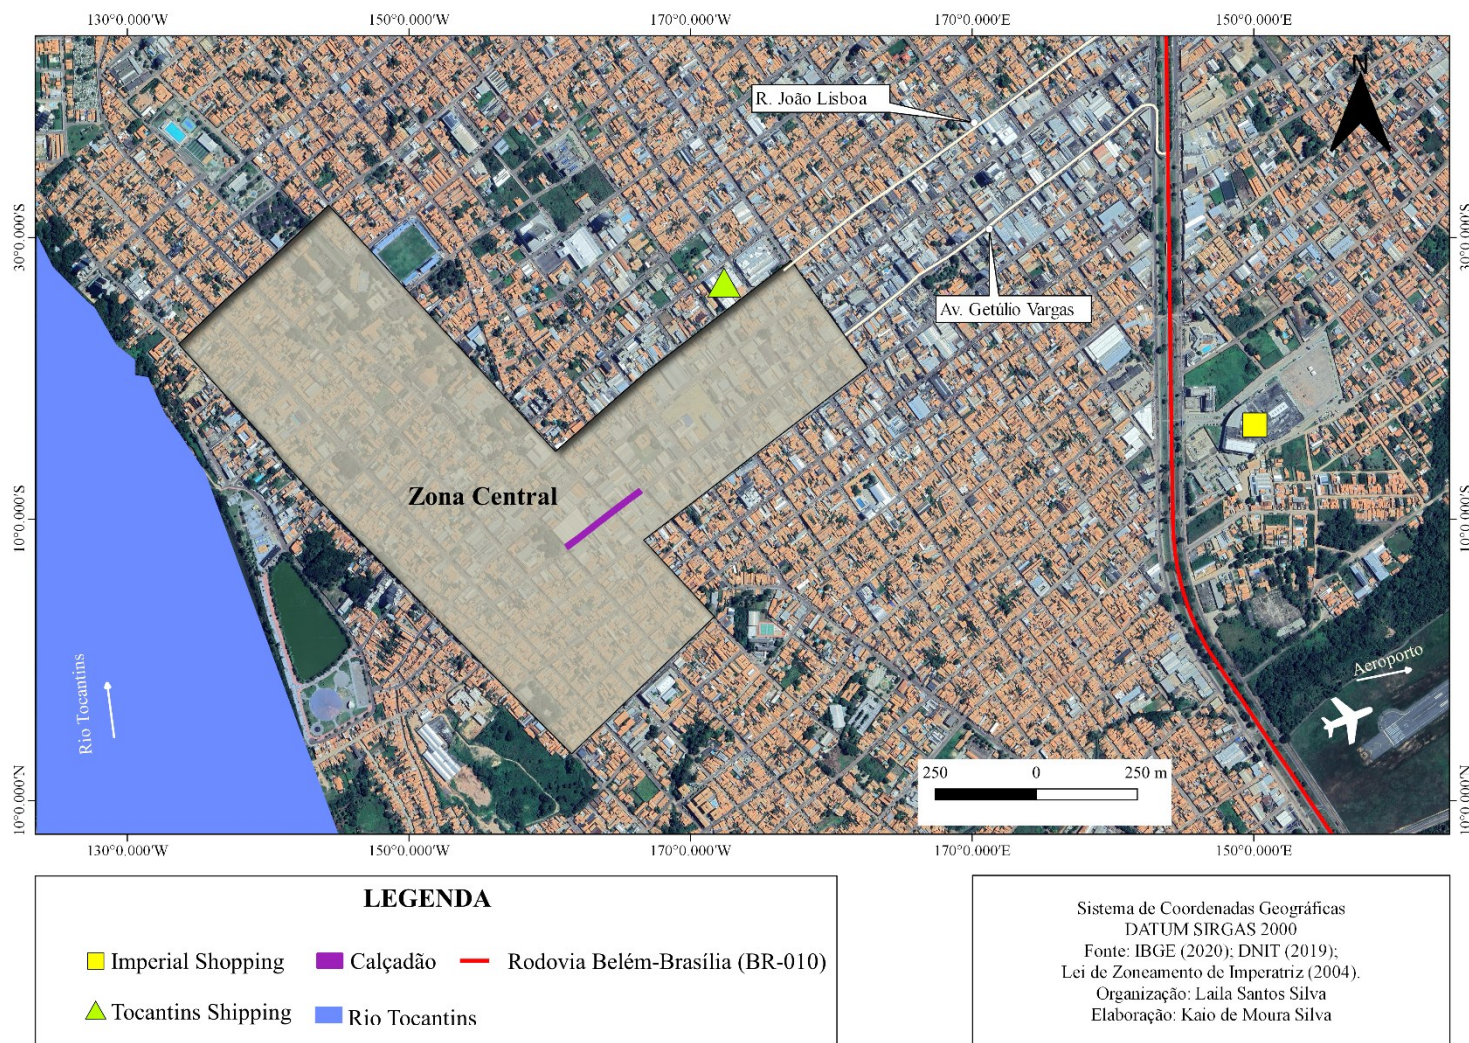 130°0.000'W 150°0.000'W 170°0.000'W 170°0.000'E 150°0.000'E
N
R. João Lisboa
30°0.000'S
30°0.000'S
Av. Getúlio Vargas
Zona Central
10°0.000'S
10°0.000'S
Rio Tocantins
Aeroporto
250 0 250 m
10°0.000'N
10°0.000'N
130°0.000'W 150°0.000'W 170°0.000'W 170°0.000'E 150°0.000'E
LEGENDA
Imperial Shopping
Calçadão
Rodovia Belém-Brasília (BR-010)
Tocantins Shipping
Rio Tocantins
Sistema de Coordenadas Geográficas
DATUM SIRGAS 2000
Fonte: IBGE (2020); DNIT (2019);
Lei de Zoneamento de Imperatriz (2004).
Organização: Laila Santos Silva
Elaboração: Kaio de Moura Silva